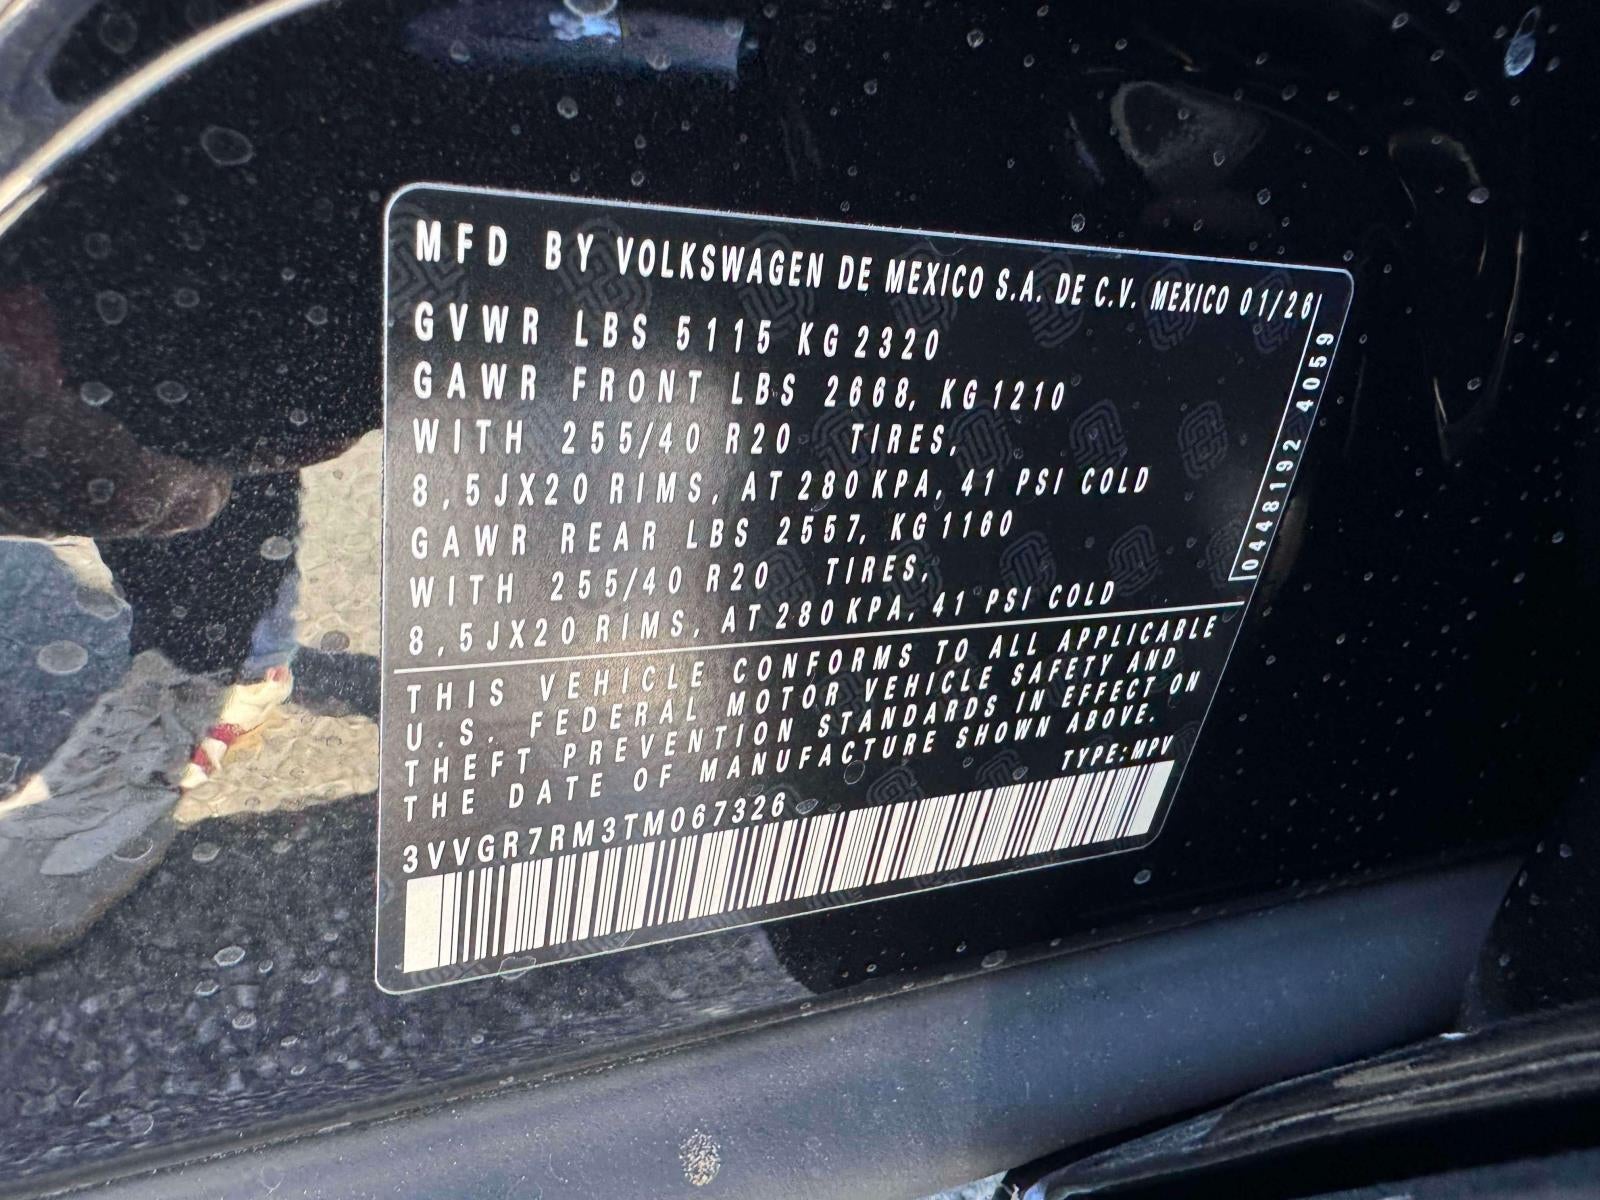 MFD BY VOLKSWAGEN DE MEXICO S.A. DE C.V. MEXICO 01/26
GVWR LBS 5115 KG 2320
GAWR FRONT LBS 2668, KG 1210
WITH 255/40 R20 TIRES,
8,5JX20 RIMS, AT 280 KPA, 41 PSI COLD
GAWR REAR LBS 2557, KG 1160
WITH 255/40 R20 TIRES,
8,5JX20 RIMS, AT 280 KPA, 41 PSI COLD
0448192 4059
THIS VEHICLE CONFORMS TO ALL APPLICABLE
U.S. FEDERAL MOTOR VEHICLE SAFETY AND
THEFT PREVENTION STANDARDS IN EFFECT ON
THE DATE OF MANUFACTURE SHOWN ABOVE.
TYPE:MPV
3VVGR7RM3TM067326